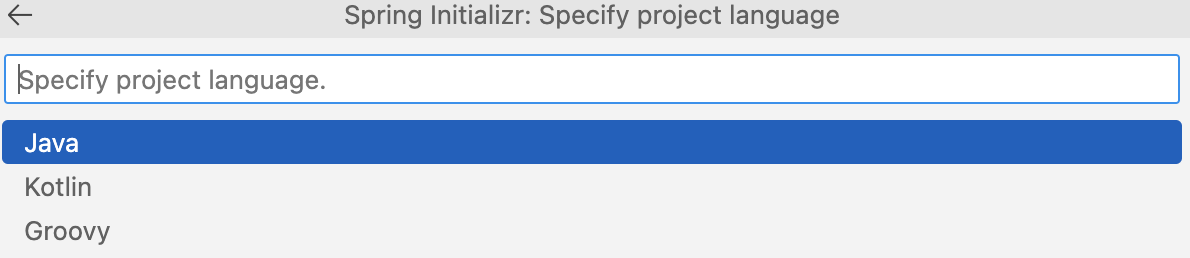 Spring Initializr: Specify project language
Specify project language.
Java
Kotlin
Groovy